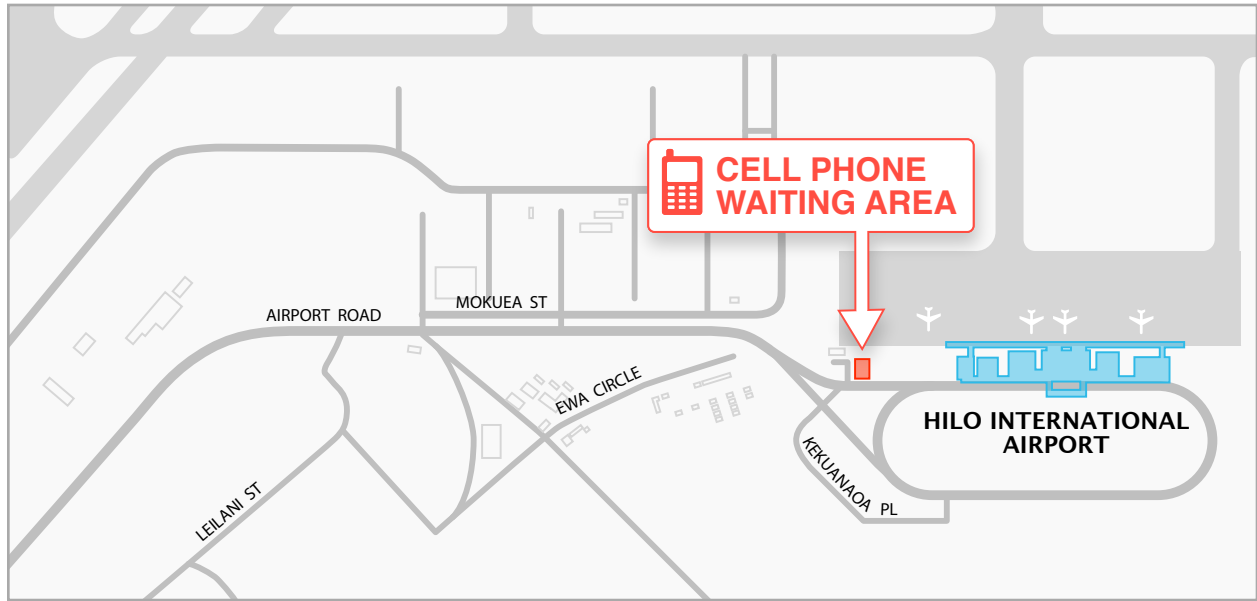 CELL PHONE
WAITING AREA
MOKUEA ST
AIRPORT ROAD
EWA CIRCLE
HILO INTERNATIONAL
AIRPORT
KEKUANAOA PL
LEILANI ST